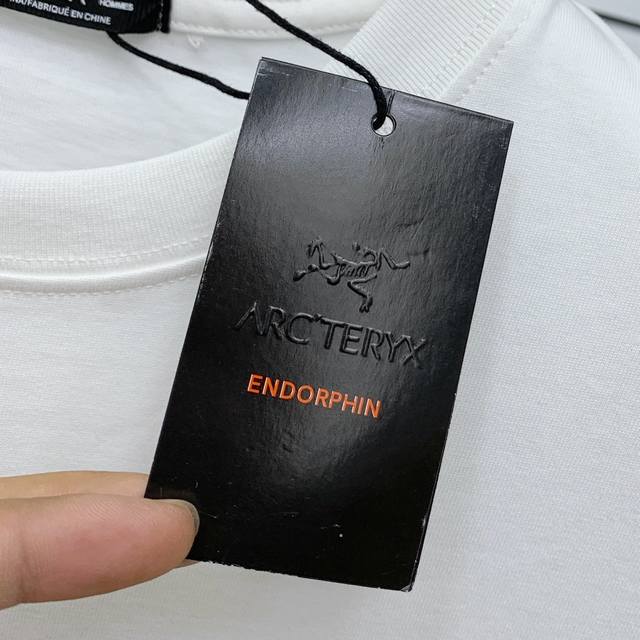 HOMMES
FABRIQUÉ EN CHINE
ARC'TERYX
ENDORPHIN